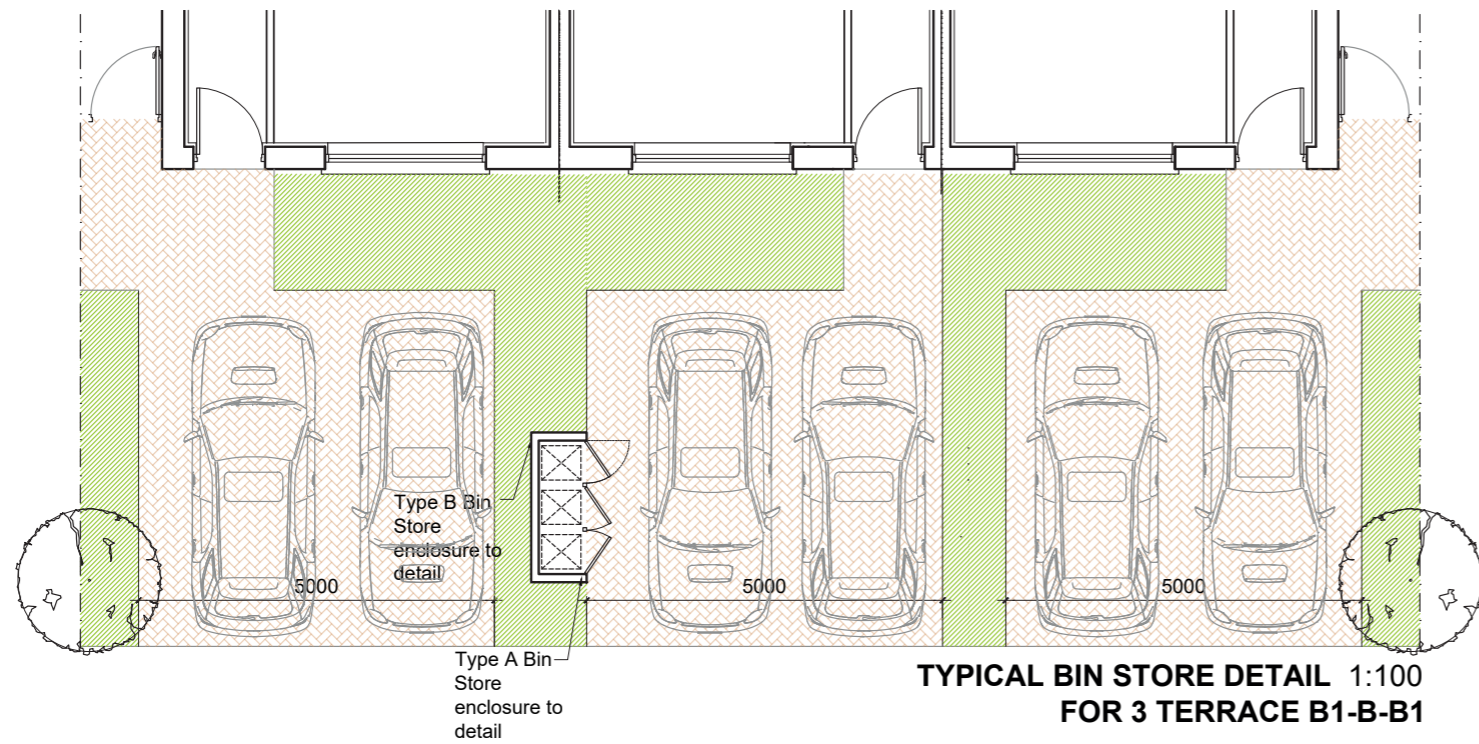 Type B Bin
Store
enclosure to
detail
5000
5000
5000
Type A Bin
Store
enclosure to
detail
TYPICAL BIN STORE DETAIL 1:100
FOR 3 TERRACE B1-B-B1